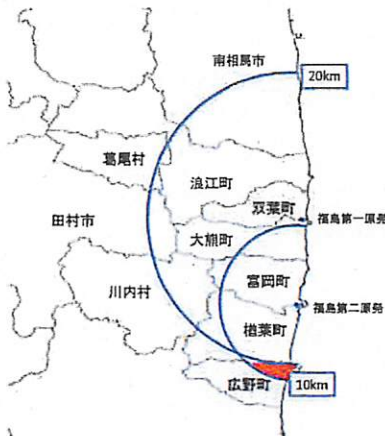 南相馬市
20km
葛尾村
浪江町
双葉町
福島第一原発
田村市
大熊町
富岡町
川内村
福島第二原発
楢葉町
広野町
10km